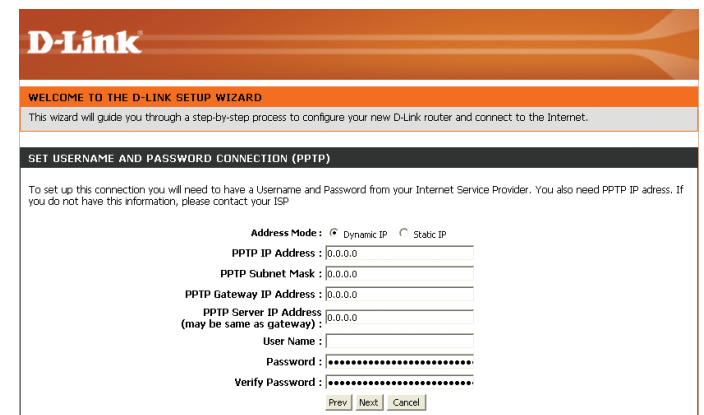 D-Link
WELCOME TO THE D-LINK SETUP WIZARD
This wizard will guide you through a step-by-step process to configure your new D-Link router and connect to the Internet.
SET USERNAME AND PASSWORD CONNECTION (PPTP)
To set up this connection you will need to have a Username and Password from your Internet Service Provider. You also need PPTP IP adress. If
you do not have this information, please contact your ISP
Address Mode : Dynamic IP Static IP
PPTP IP Address : 0.0.0.0
PPTP Subnet Mask : 0.0.0.0
PPTP Gateway IP Address : 0.0.0.0
PPTP Server IP Address
(may be same as gateway) : 0.0.0.0
User Name :
Password : ••••••••••••••••••••••••••
Verify Password : ••••••••••••••••••••••••••
Prev Next Cancel